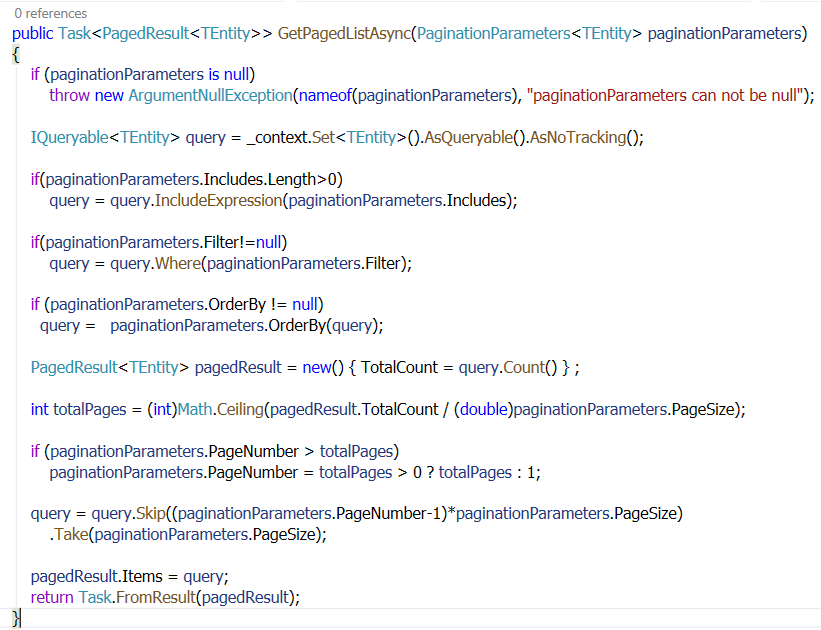 0 references
public Task<PagedResult<TEntity>> GetPagedListAsync(PaginationParameters<TEntity> paginationParameters)
{
if (paginationParameters is null)
throw new ArgumentNullException(nameof(paginationParameters), "paginationParameters can not be null");
IQueryable<TEntity> query = _context.Set<TEntity>().AsQueryable().AsNoTracking();
if(paginationParameters.Includes.Length>0)
query = query.IncludeExpression(paginationParameters.Includes);
if(paginationParameters.Filter!=null)
query = query.Where(paginationParameters.Filter);
if (paginationParameters.OrderBy != null)
query = paginationParameters.OrderBy(query);
PagedResult<TEntity> pagedResult = new() { TotalCount = query.Count() } ;
int totalPages = (int)Math.Ceiling(pagedResult.TotalCount / (double)paginationParameters.PageSize);
if (paginationParameters.PageNumber > totalPages)
paginationParameters.PageNumber = totalPages > 0 ? totalPages : 1;
query = query.Skip((paginationParameters.PageNumber-1)*paginationParameters.PageSize)
.Take(paginationParameters.PageSize);
pagedResult.Items = query;
return Task.FromResult(pagedResult);
}